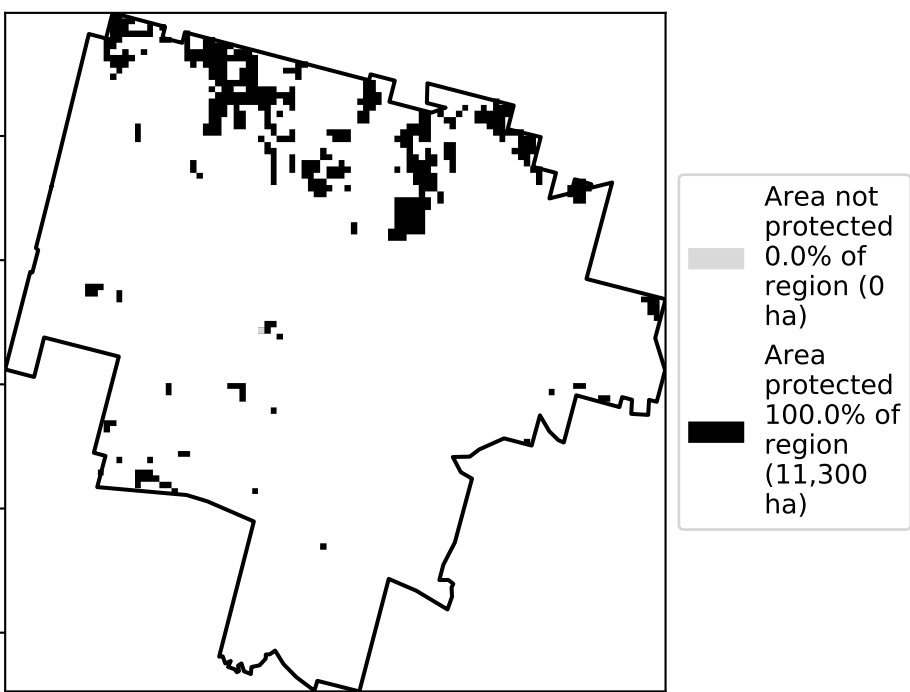 Area not
protected
0.0% of
region (0
ha)
Area
protected
100.0% of
region
(11,300
ha)